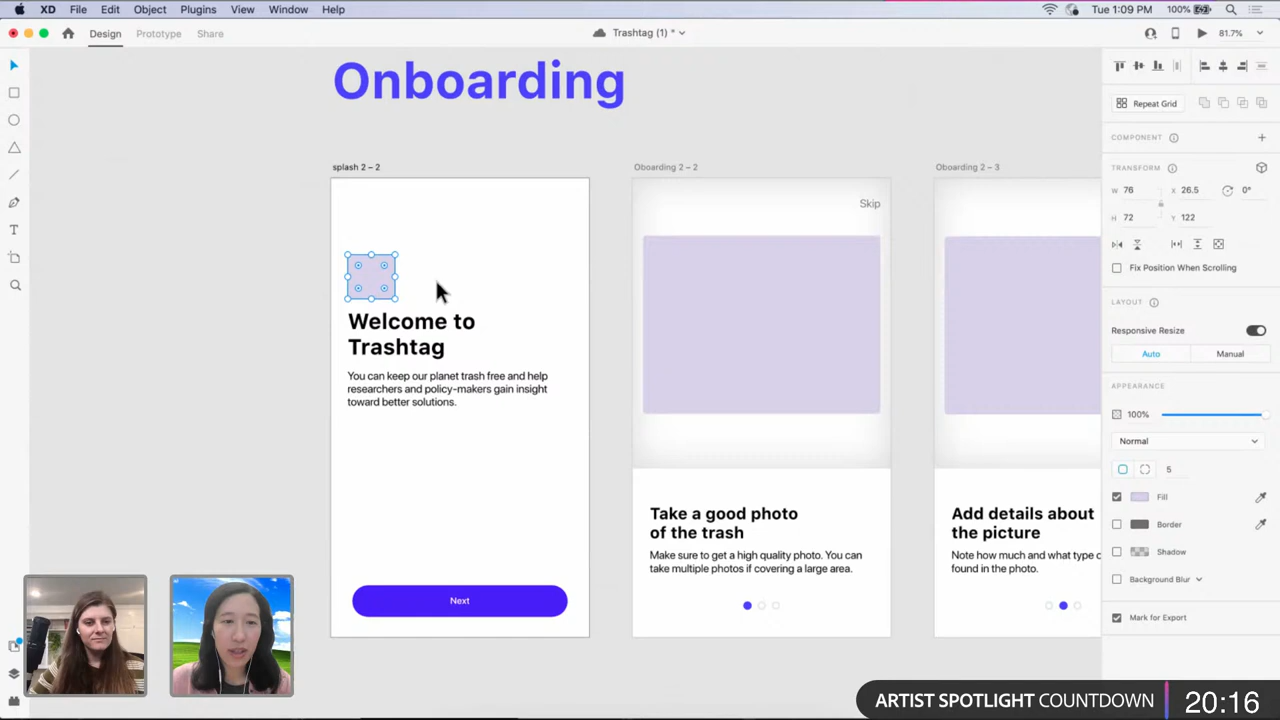 XD File Edit Object Plugins View Window Help
Tue 1:09 PM 100%
Design Prototype Share
Trashtag (1) *
81.7%
Onboarding
Repeat Grid
COMPONENT
splash 2 – 2
Oboarding 2 – 2
Oboarding 2 – 3
TRANSFORM
W 76 X 26.5 0°
H 72 Y 122
Skip
Fix Position When Scrolling
LAYOUT
Responsive Resize
Auto Manual
Welcome to
Trashtag
You can keep our planet trash free and help
researchers and policy-makers gain insight
toward better solutions.
APPEARANCE
100%
Normal
5
Fill
Border
Shadow
Background Blur
Mark for Export
Take a good photo
of the trash
Make sure to get a high quality photo. You can
take multiple photos if covering a large area.
Add details about
the picture
Note how much and what type o
found in the photo.
Next
ARTIST SPOTLIGHT COUNTDOWN 20:16